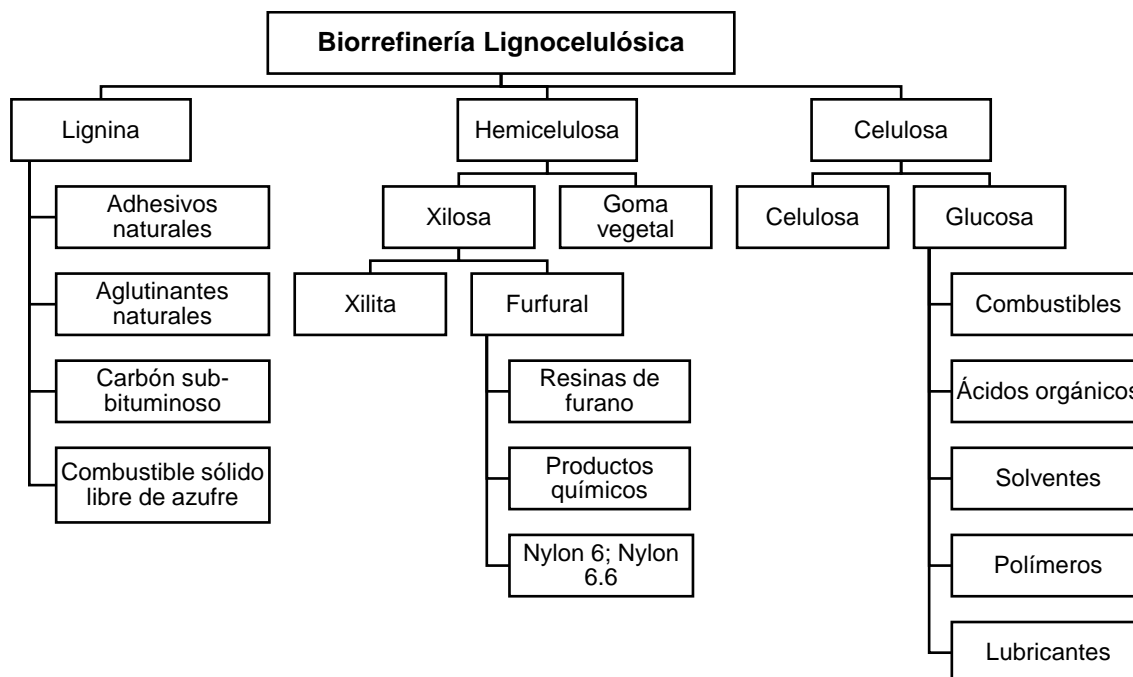 Biorrefinería Lignocelulósica
Lignina
Hemicelulosa
Celulosa
Adhesivos
naturales
Aglutinantes
naturales
Carbón sub-
bituminoso
Combustible sólido
libre de azufre
Xilosa
Goma
vegetal
Xilita
Furfural
Resinas de
furano
Productos
químicos
Nylon 6; Nylon
6.6
Celulosa
Glucosa
Combustibles
Ácidos orgánicos
Solventes
Polímeros
Lubricantes